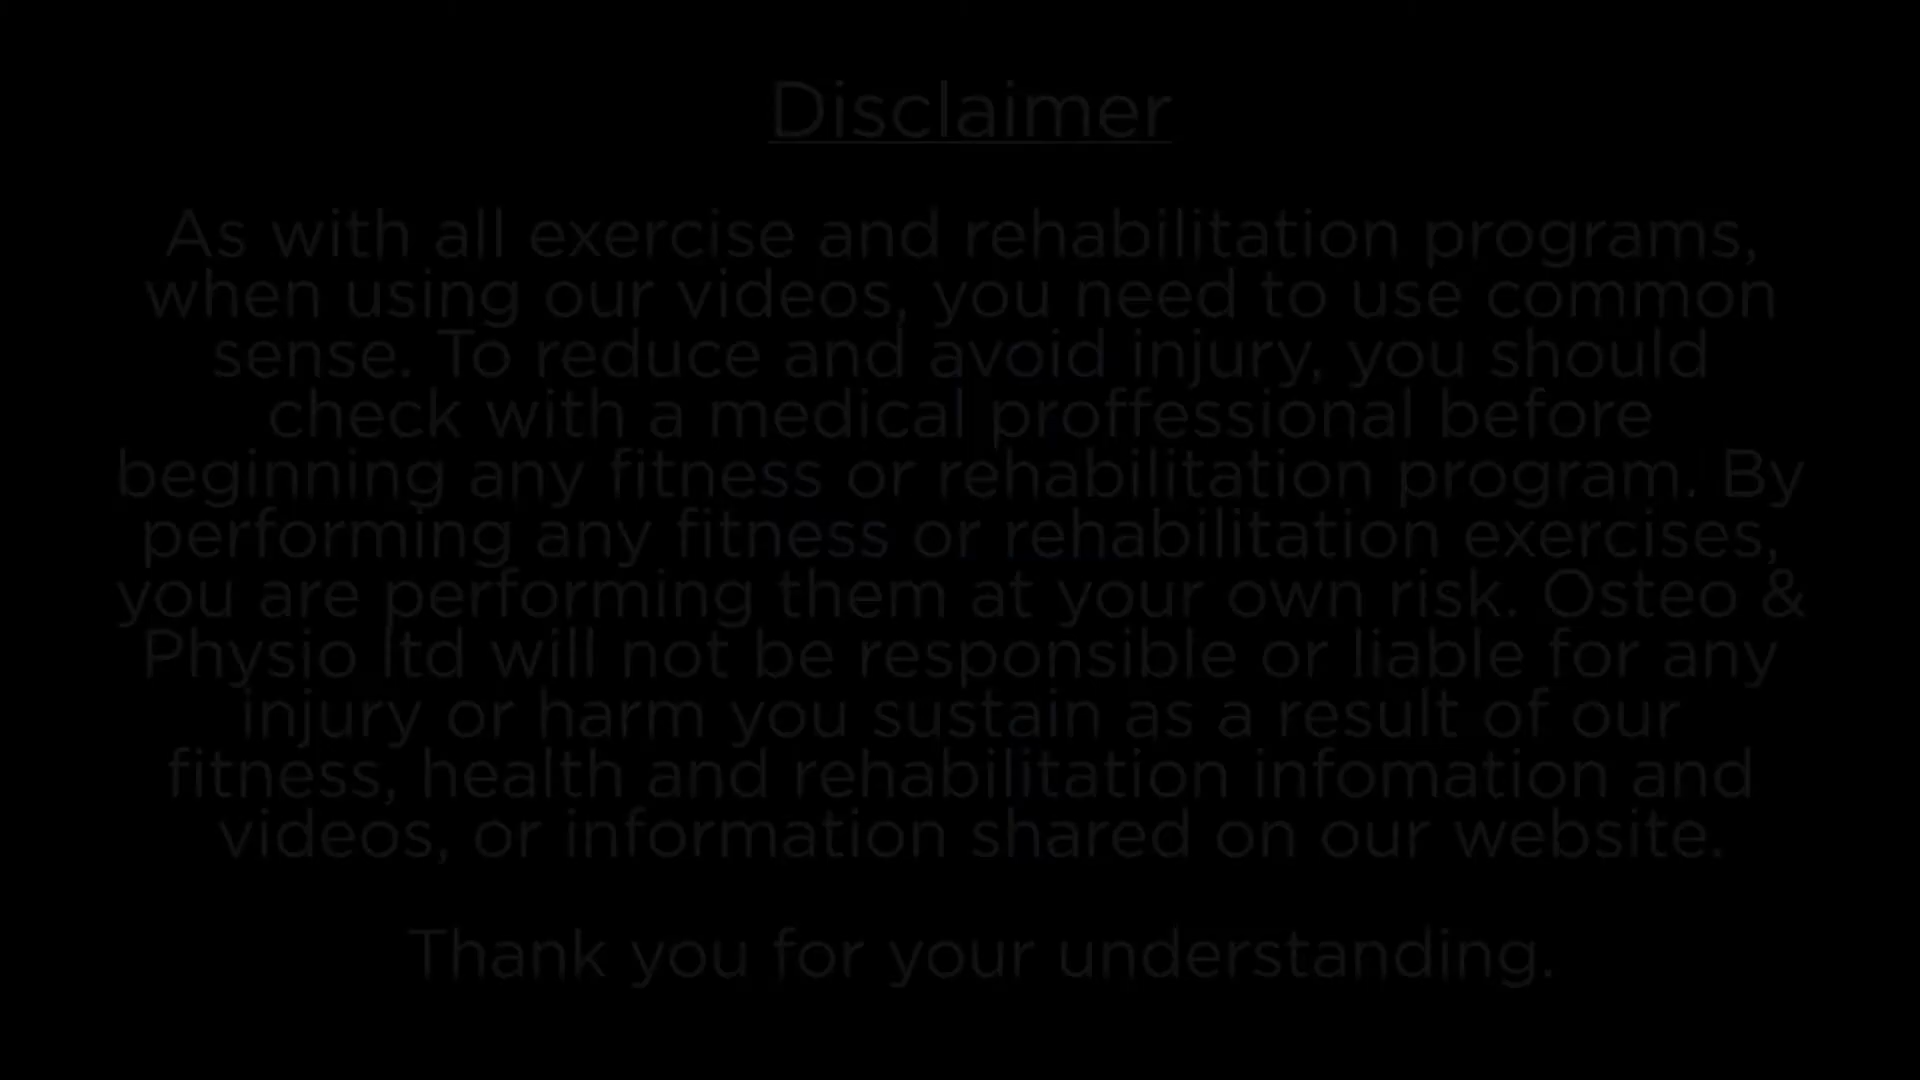 Disclaimer
As with all exercise and rehabilitation programs,
when using our videos, you need to use common
sense. To reduce and avoid injury, you should
check with a medical proffessional before
beginning any fitness or rehabilitation program. By
performing any fitness or rehabilitation exercises,
you are performing them at your own risk. Osteo &
Physio ltd will not be responsible or liable for any
injury or harm you sustain as a result of our
fitness, health and rehabilitation infomation and
videos, or information shared on our website.
Thank you for your understanding.